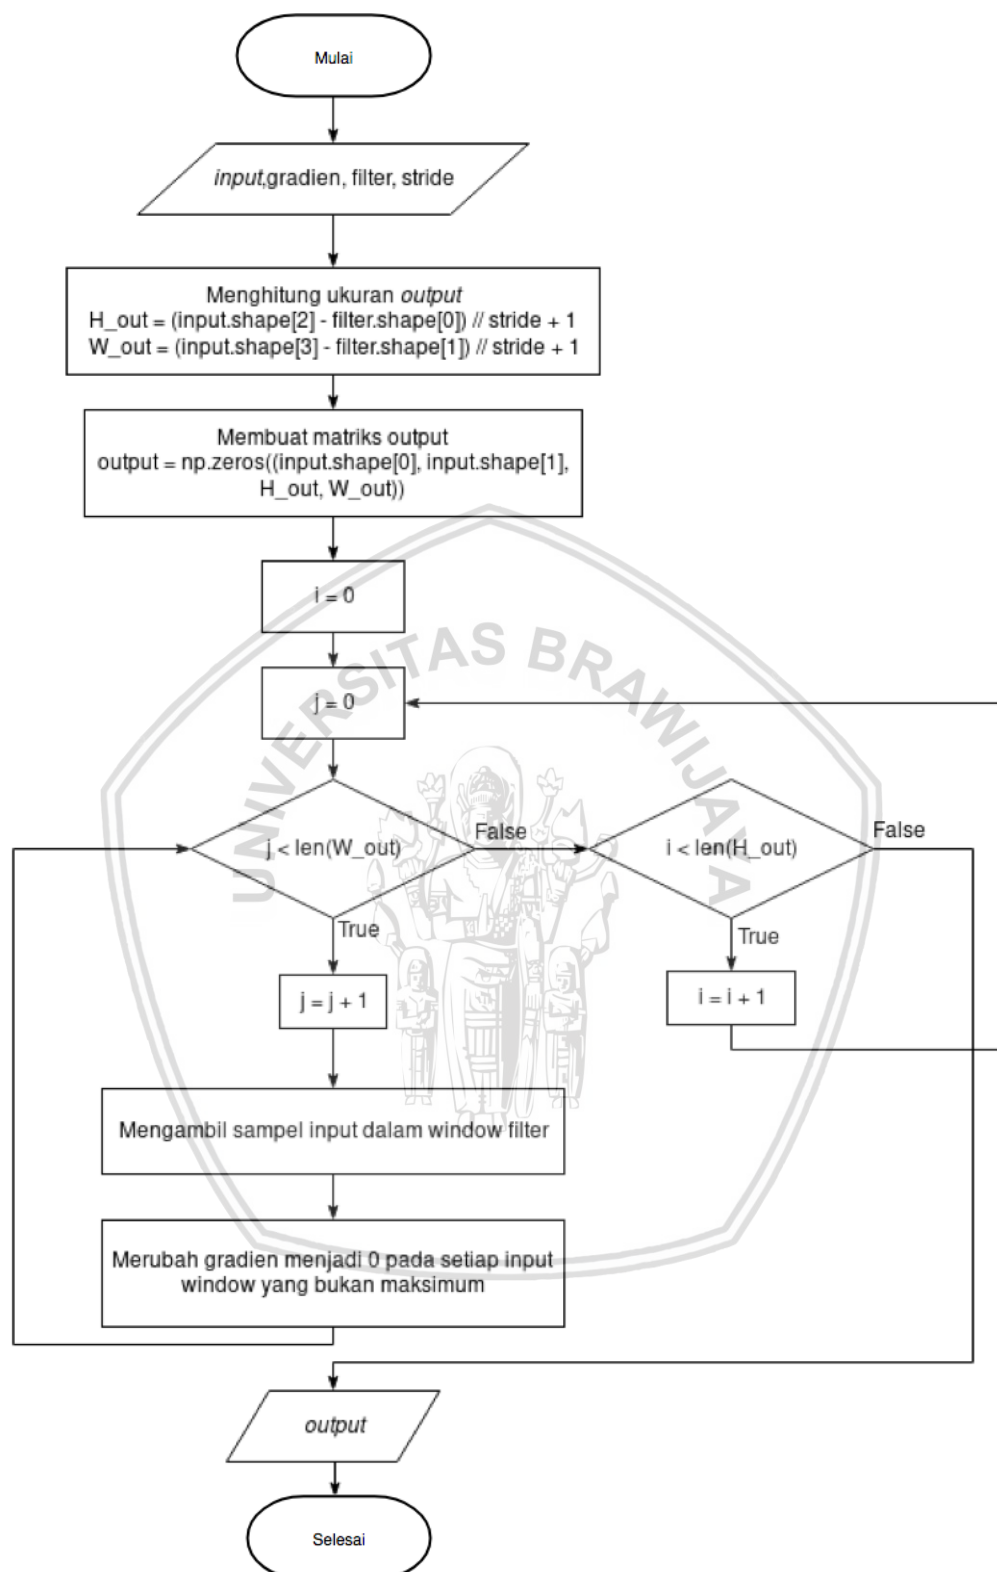 Mulai
input,gradien, filter, stride
Menghitung ukuran output
H_out = (input.shape[2] - filter.shape[0]) // stride + 1
W_out = (input.shape[3] - filter.shape[1]) // stride + 1
Membuat matriks output
output = np.zeros((input.shape[0], input.shape[1],
H_out, W_out))
i = 0
UNIVERSITAS BRAWIJAYA
j = 0
j < len(W_out)
False
i < len(H_out)
False
True
True
j = j + 1
i = i + 1
Mengambil sampel input dalam window filter
Merubah gradien menjadi 0 pada setiap input
window yang bukan maksimum
output
Selesai